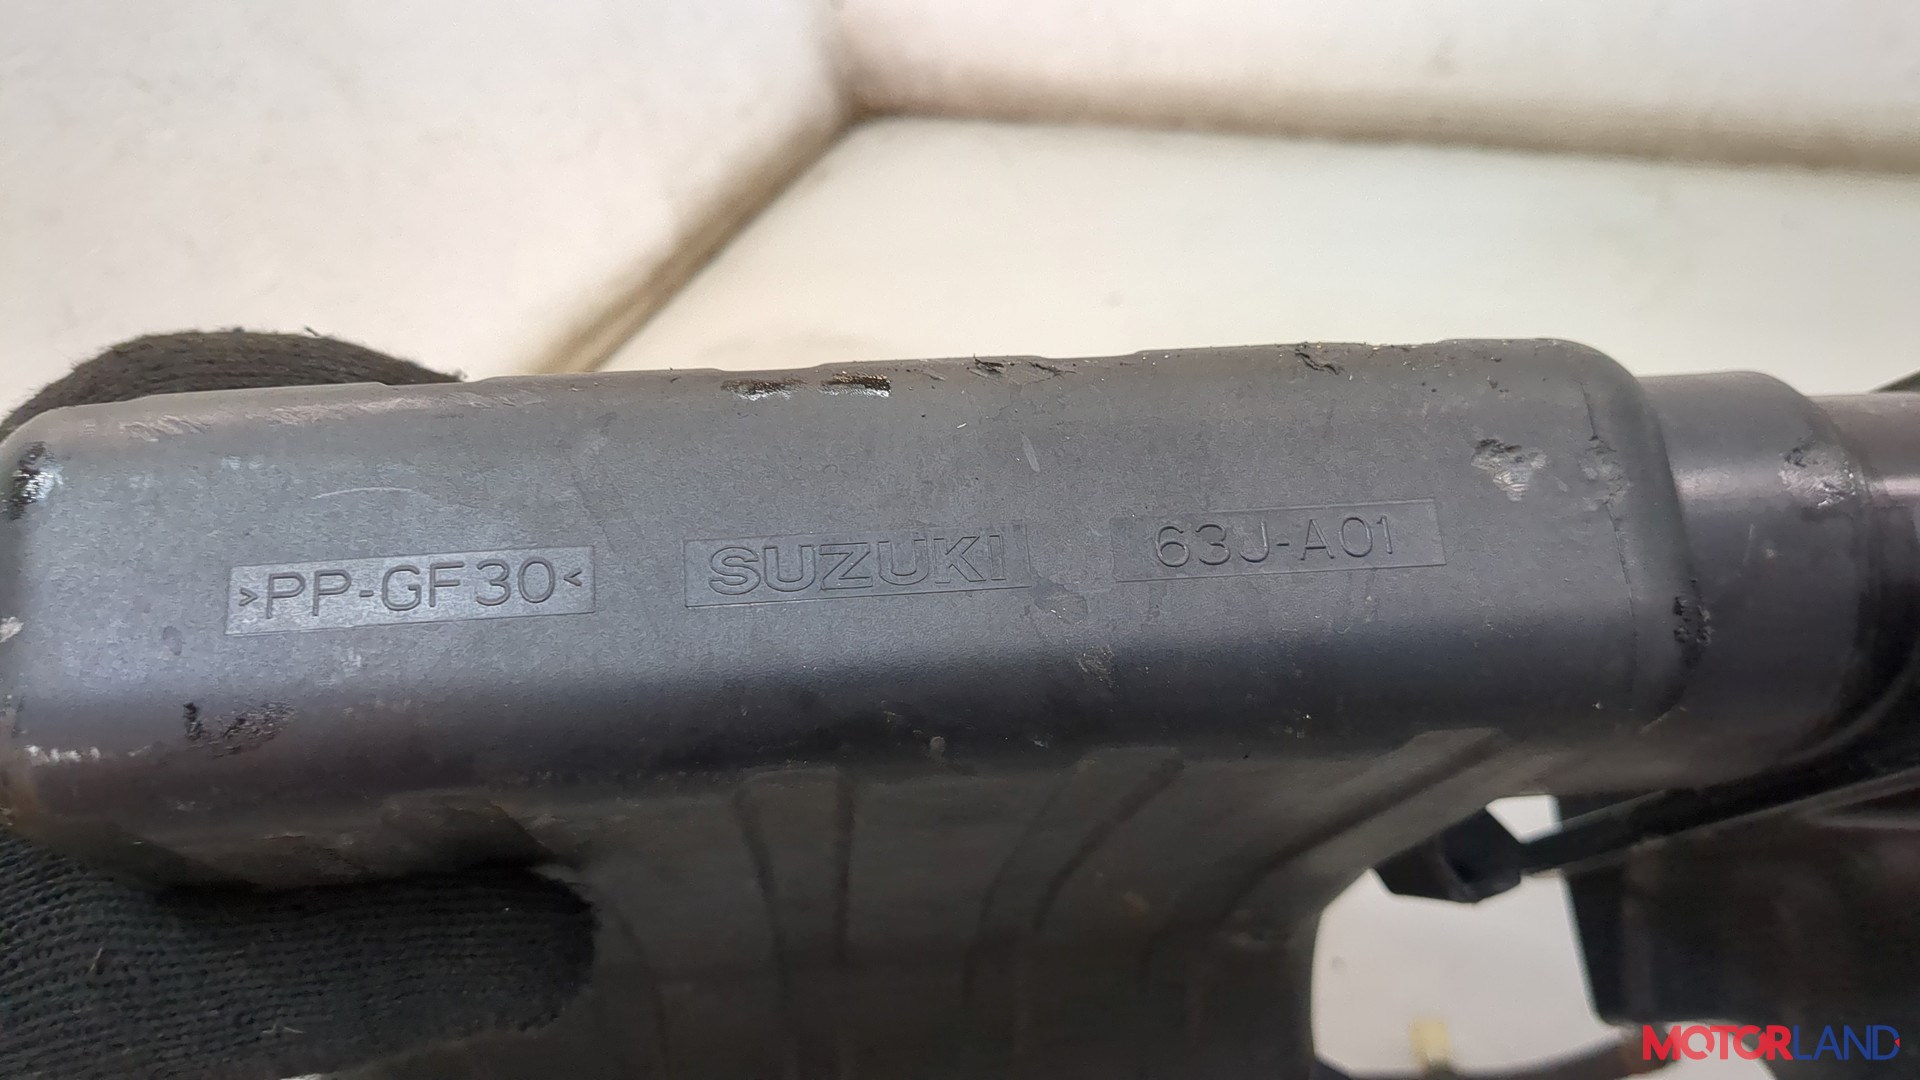 >PP-GF30< SUZUKI 63J-A01
MOTORLAND